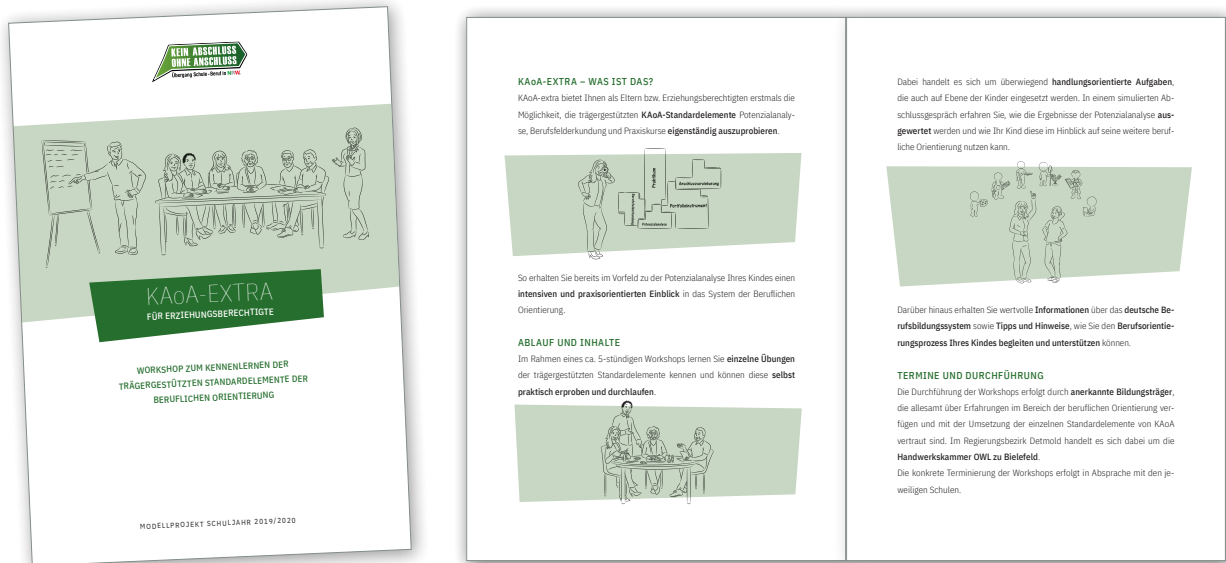 KEIN ABSCHLUSS
OHNE ANSCHLUSS
Übergang Schule-Beruf in NRW.
KAoA-EXTRA
FÜR ERZIEHUNGSBERECHTIGTE
WORKSHOP ZUM KENNENLERNEN DER
TRÄGERGESTÜTZTEN STANDARDELEMENTE DER
BERUFLICHEN ORIENTIERUNG
MODELLPROJEKT SCHULJAHR 2019/2020
KAoA-EXTRA – WAS IST DAS?
KAoA-extra bietet Ihnen als Eltern bzw. Erziehungsberechtigten erstmals die
Möglichkeit, die trägergestützten KAoA-Standardelemente Potenzialanaly-
se, Berufsfelderkundung und Praxiskurse eigenständig auszuprobieren.
Praktikum
Anschlussvereinbarung
Portfolioinstrument
Potenzialanalyse
So erhalten Sie bereits im Vorfeld zu der Potenzialanalyse Ihres Kindes einen
intensiven und praxisorientierten Einblick in das System der Beruflichen
Orientierung.
ABLAUF UND INHALTE
Im Rahmen eines ca. 5-stündigen Workshops lernen Sie einzelne Übungen
der trägergestützten Standardelemente kennen und können diese selbst
praktisch erproben und durchlaufen.
Dabei handelt es sich um überwiegend handlungsorientierte Aufgaben,
die auch auf Ebene der Kinder eingesetzt werden. In einem simulierten Ab-
schlussgespräch erfahren Sie, wie die Ergebnisse der Potenzialanalyse aus-
gewertet werden und wie Ihr Kind diese im Hinblick auf seine weitere beruf-
liche Orientierung nutzen kann.
Darüber hinaus erhalten Sie wertvolle Informationen über das deutsche Be-
rufsbildungssystem sowie Tipps und Hinweise, wie Sie den Berufsorientie-
rungsprozess Ihres Kindes begleiten und unterstützen können.
TERMINE UND DURCHFÜHRUNG
Die Durchführung der Workshops erfolgt durch anerkannte Bildungsträger,
die allesamt über Erfahrungen im Bereich der beruflichen Orientierung ver-
fügen und mit der Umsetzung der einzelnen Standardelemente von KAoA
vertraut sind. Im Regierungsbezirk Detmold handelt es sich dabei um die
Handwerkskammer OWL zu Bielefeld.
Die konkrete Terminierung der Workshops erfolgt in Absprache mit den je-
weiligen Schulen.